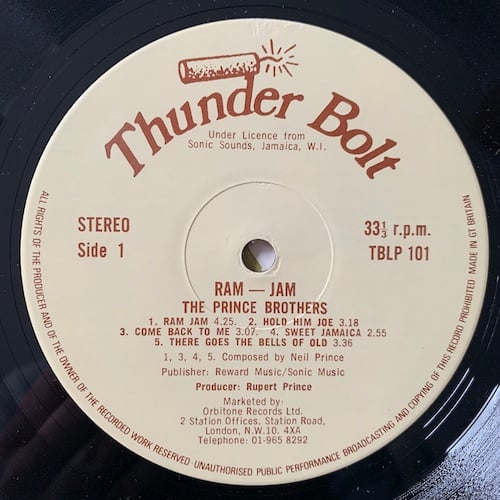 Thunder Bolt
Under Licence from
Sonic Sounds, Jamaica, W.I.
STEREO
Side 1
33⅓ r.p.m.
TBLP 101
RAM — JAM
THE PRINCE BROTHERS
1. RAM JAM 4.25. 2. HOLD HIM JOE 3.18
3. COME BACK TO ME 3.07. 4. SWEET JAMAICA 2.55
5. THERE GOES THE BELLS OF OLD 3.36
1, 3, 4, 5. Composed by Neil Prince
Publisher: Reward Music/Sonic Music
Producer: Rupert Prince
Marketed by:
Orbitone Records Ltd.
2 Station Offices, Station Road,
London, N.W.10. 4XA
Telephone: 01-965 8292
ALL RIGHTS OF THE PRODUCER AND OF THE OWNER OF THE RECORDED WORK RESERVED · UNAUTHORISED PUBLIC PERFORMANCE BROADCASTING AND COPYING OF THIS RECORD PROHIBITED MADE IN GT BRITAIN